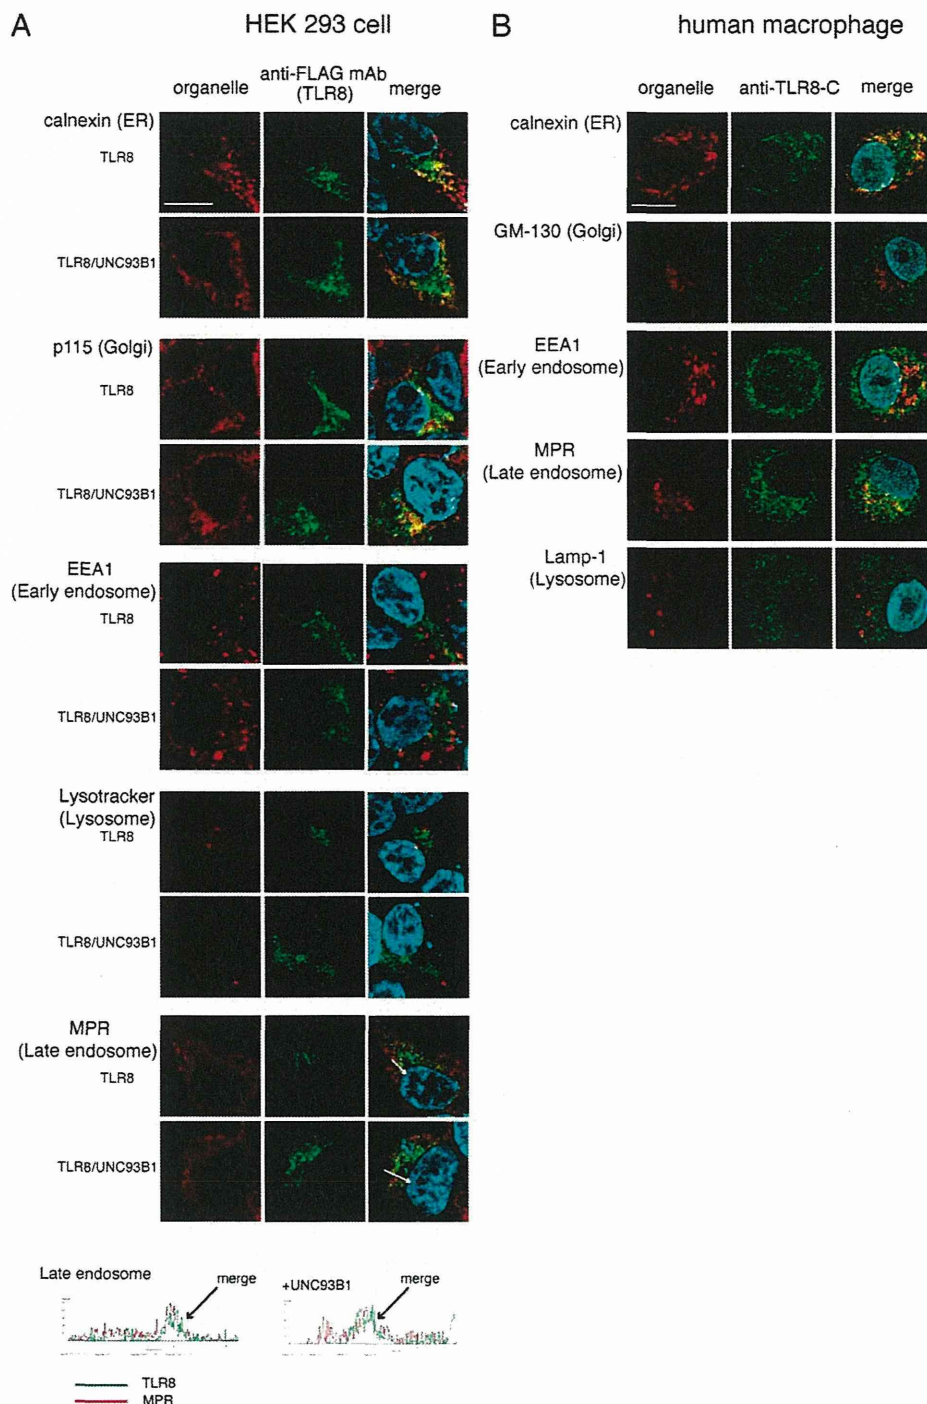 A
HEK 293 cell
organelle
anti-FLAG mAb
(TLR8)
merge
calnexin (ER)
TLR8
TLR8/UNC93B1
p115 (Golgi)
TLR8
TLR8/UNC93B1
EEA1
(Early endosome)
TLR8
TLR8/UNC93B1
Lysotracker
(Lysosome)
TLR8
TLR8/UNC93B1
MPR
(Late endosome)
TLR8
TLR8/UNC93B1
Late endosome
merge
+UNC93B1
merge
TLR8
MPR
B
human macrophage
organelle
anti-TLR8-C
merge
calnexin (ER)
GM-130 (Golgi)
EEA1
(Early endosome)
MPR
(Late endosome)
Lamp-1
(Lysosome)